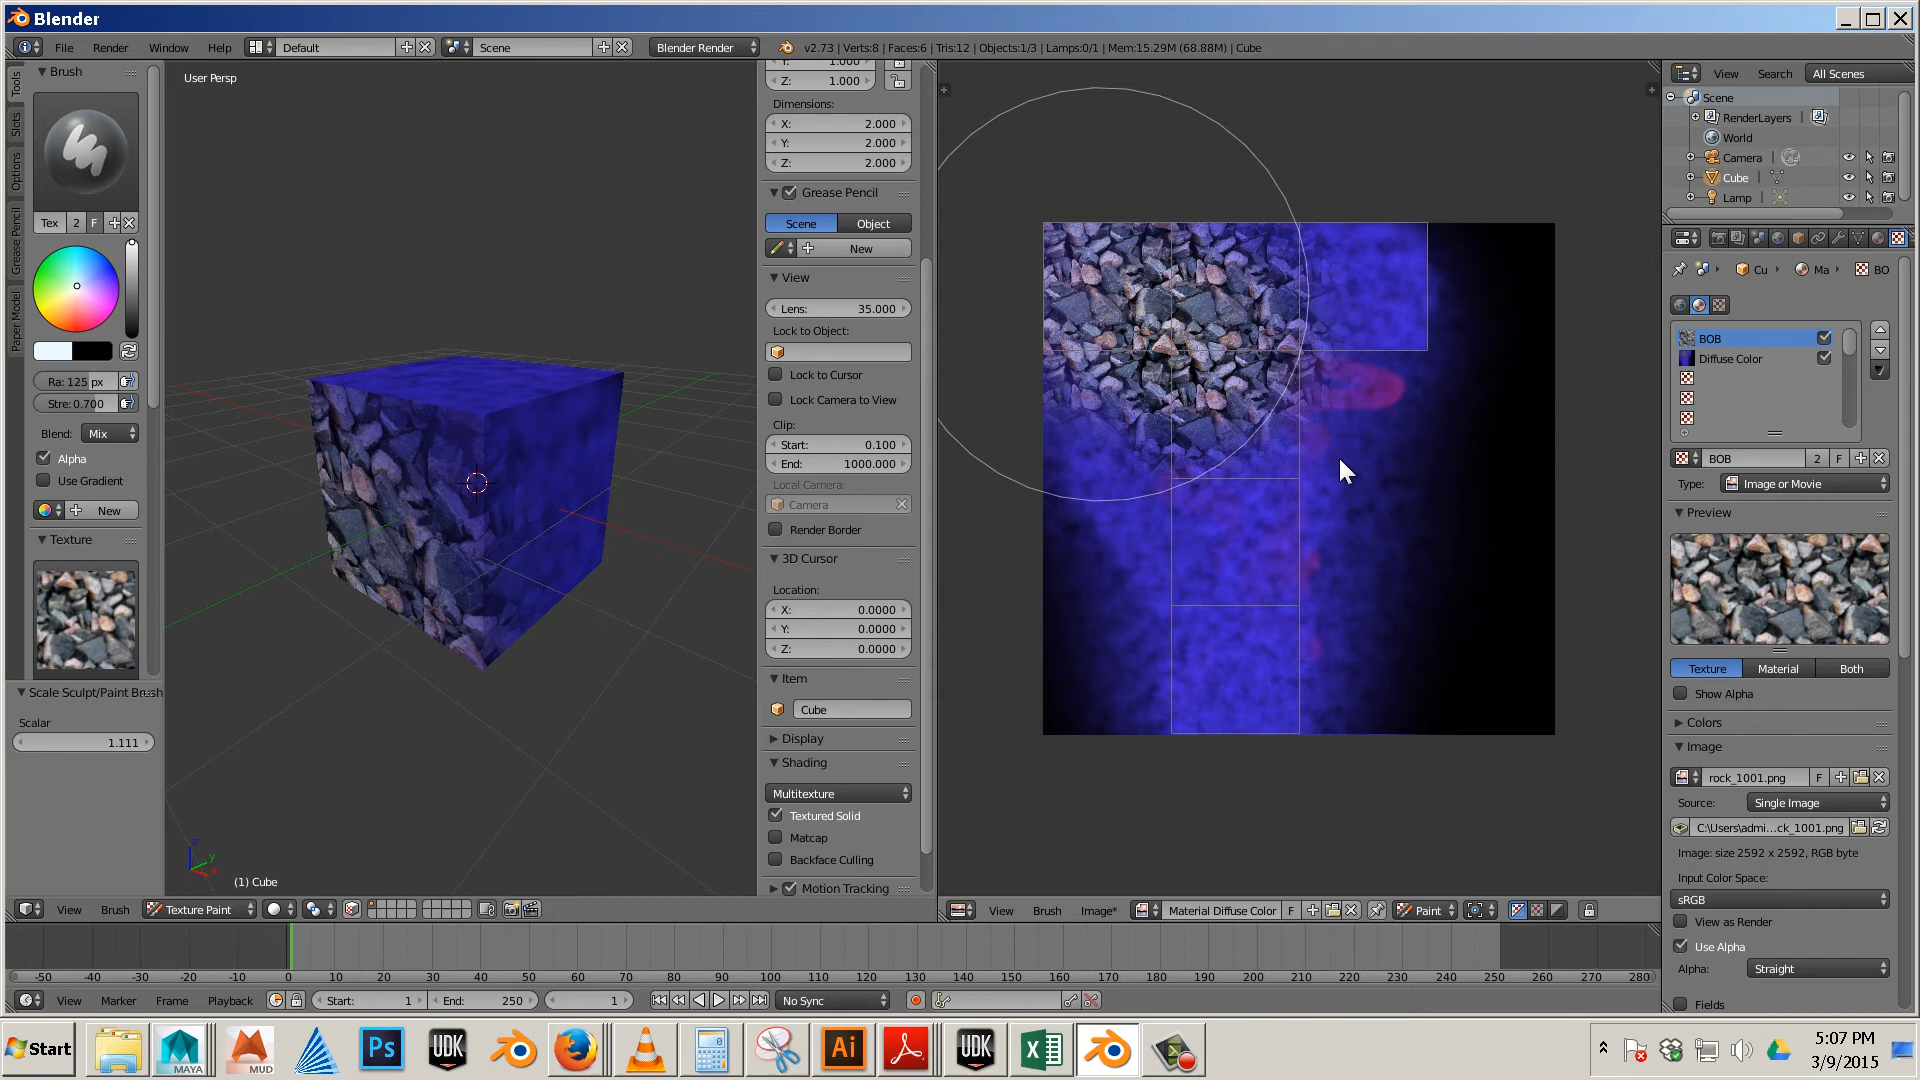 Blender
File Render Window Help Default Scene Blender Render v2.73 | Verts:8 | Faces:6 | Tris:12 | Objects:1/3 | Lamps:0/1 | Mem:15.29M (68.88M) | Cube
Tools
Slots
Options
Grease Pencil
Paper Model
Brush
Tex 2 F
Ra: 125 px
Stre: 0.700
Blend: Mix
Alpha
Use Gradient
New
Texture
Scale Sculpt/Paint Brush
Scalar
1.111
User Persp
(1) Cube
Y: 1.000
Z: 1.000
Dimensions:
X: 2.000
Y: 2.000
Z: 2.000
Grease Pencil
Scene Object
New
View
Lens: 35.000
Lock to Object:
Lock to Cursor
Lock Camera to View
Clip:
Start: 0.100
End: 1000.000
Local Camera:
Camera
Render Border
3D Cursor
Location:
X: 0.0000
Y: 0.0000
Z: 0.0000
Item
Cube
Display
Shading
Multitexture
Textured Solid
Matcap
Backface Culling
Motion Tracking
View Search All Scenes
Scene
RenderLayers
World
Camera
Cube
Lamp
Cu Ma BO
BOB
Diffuse Color
BOB 2 F
Type: Image or Movie
Preview
Texture Material Both
Show Alpha
Colors
Image
rock_1001.png F
Source: Single Image
C:\Users\admi...ck_1001.png
Image: size 2592 x 2592, RGB byte
Input Color Space:
sRGB
View as Render
Use Alpha
Alpha: Straight
Fields
View Brush Texture Paint
View Brush Image* Material Diffuse Color F Paint
-50 -40 -30 -20 -10 0 10 20 30 40 50 60 70 80 90 100 110 120 130 140 150 160 170 180 190 200 210 220 230 240 250 260 270 280
View Marker Frame Playback Start: 1 End: 250 1 No Sync
Start MAYA MUD Ps UDK Ai UDK X 5:07 PM
3/9/2015